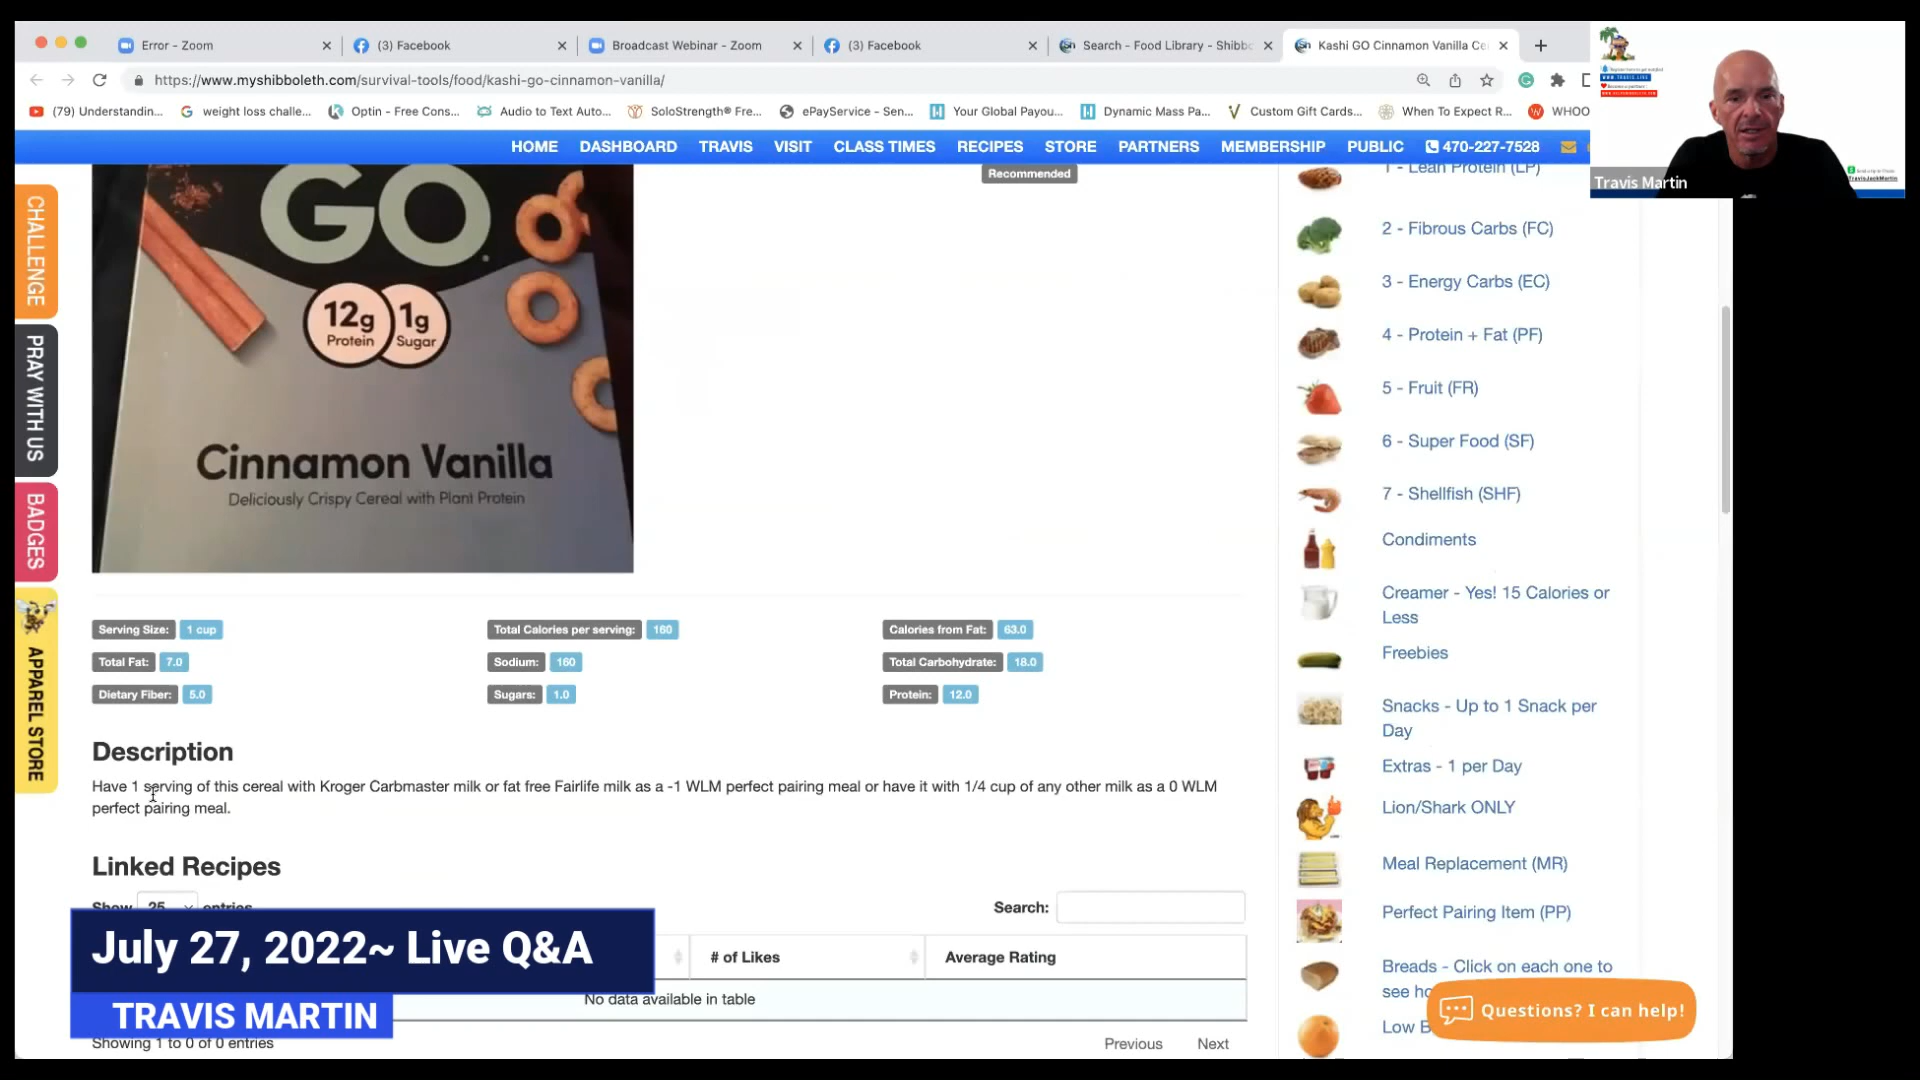 Error - Zoom
(3) Facebook
Broadcast Webinar - Zoom
(3) Facebook
Search - Food Library - Shibbo
Kashi GO Cinnamon Vanilla Ce
https://www.myshibboleth.com/survival-tools/food/kashi-go-cinnamon-vanilla/
(79) Understandin...
weight loss challe...
Optin - Free Cons...
Audio to Text Auto...
SoloStrength® Fre...
ePayService - Sen...
Your Global Payou...
Dynamic Mass Pa...
Custom Gift Cards...
When To Expect R...
WHOO
HOME
DASHBOARD
TRAVIS
VISIT
CLASS TIMES
RECIPES
STORE
PARTNERS
MEMBERSHIP
PUBLIC
470-227-7528
Travis Martin
CHALLENGE
PRAY WITH US
BADGES
APPAREL STORE
GO
12g
Protein
1g
Sugar
Cinnamon Vanilla
Deliciously Crispy Cereal with Plant Protein
Recommended
Serving Size: 1 cup
Total Calories per serving: 160
Calories from Fat: 63.0
Total Fat: 7.0
Sodium: 160
Total Carbohydrate: 18.0
Dietary Fiber: 5.0
Sugars: 1.0
Protein: 12.0
Description
Have 1 serving of this cereal with Kroger Carbmaster milk or fat free Fairlife milk as a -1 WLM perfect pairing meal or have it with 1/4 cup of any other milk as a 0 WLM
perfect pairing meal.
Linked Recipes
Show 25 entries
Search:
# of Likes
Average Rating
No data available in table
Showing 1 to 0 of 0 entries
Previous
Next
July 27, 2022~ Live Q&A
TRAVIS MARTIN
1 - Lean Protein (LP)
2 - Fibrous Carbs (FC)
3 - Energy Carbs (EC)
4 - Protein + Fat (PF)
5 - Fruit (FR)
6 - Super Food (SF)
7 - Shellfish (SHF)
Condiments
Creamer - Yes! 15 Calories or
Less
Freebies
Snacks - Up to 1 Snack per
Day
Extras - 1 per Day
Lion/Shark ONLY
Meal Replacement (MR)
Perfect Pairing Item (PP)
Breads - Click on each one to
see
Low
Questions? I can help!